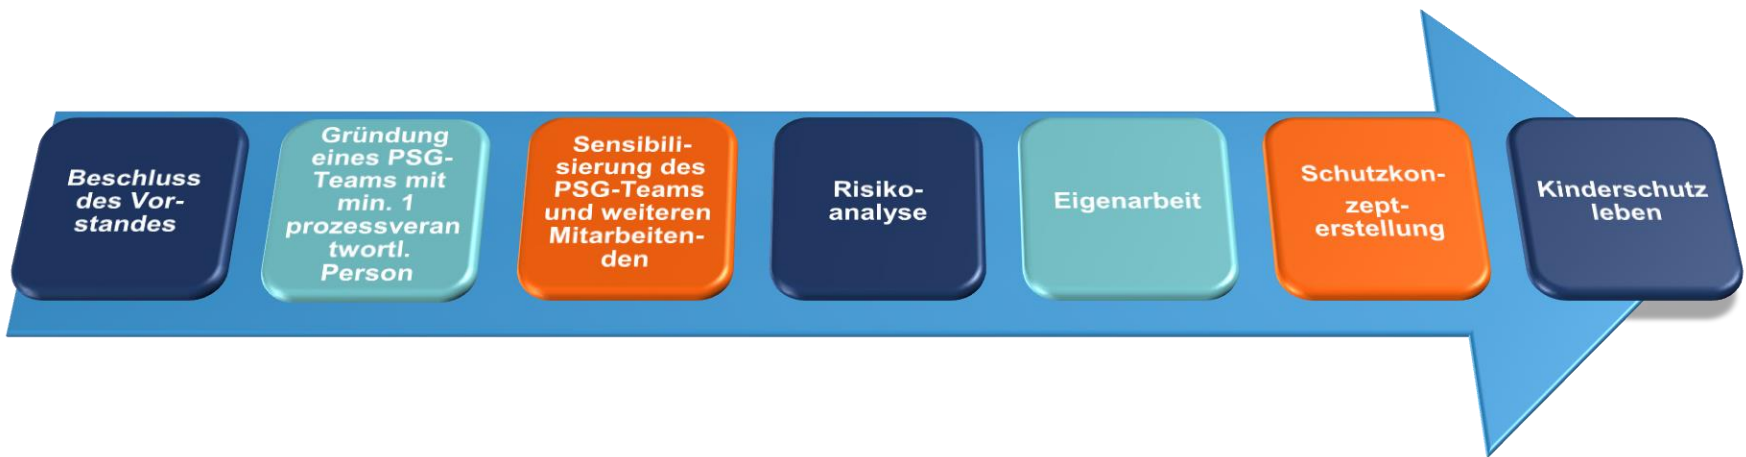 Beschluss
des Vor-
standes
Gründung
eines PSG-
Teams mit
min. 1
prozessveran
twortl.
Person
Sensibili-
sierung des
PSG-Teams
und weiteren
Mitarbeiten-
den
Risiko-
analyse
Eigenarbeit
Schutzkon-
zept-
erstellung
Kinderschutz
leben